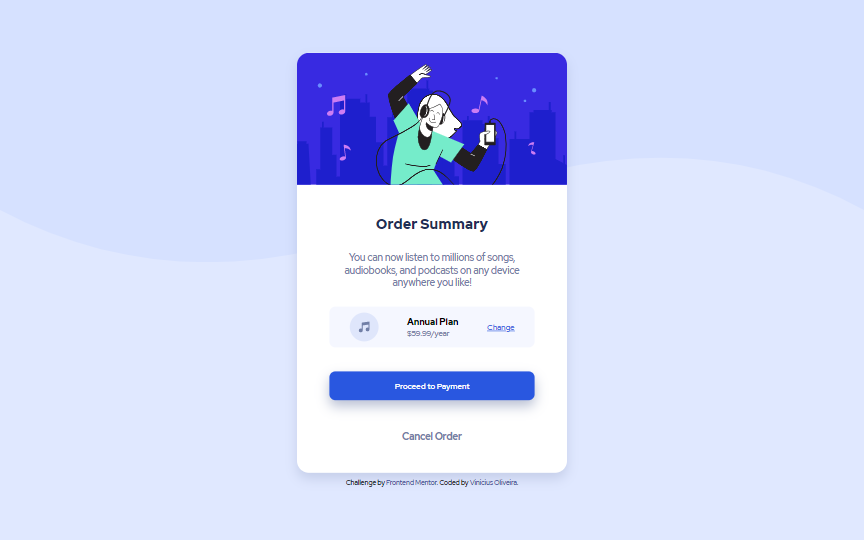 Order Summary
You can now listen to millions of songs,
audiobooks, and podcasts on any device
anywhere you like!
Annual Plan
$59.99/year
Change
Proceed to Payment
Cancel Order
Challenge by Frontend Mentor. Coded by Vinicius Oliveira.